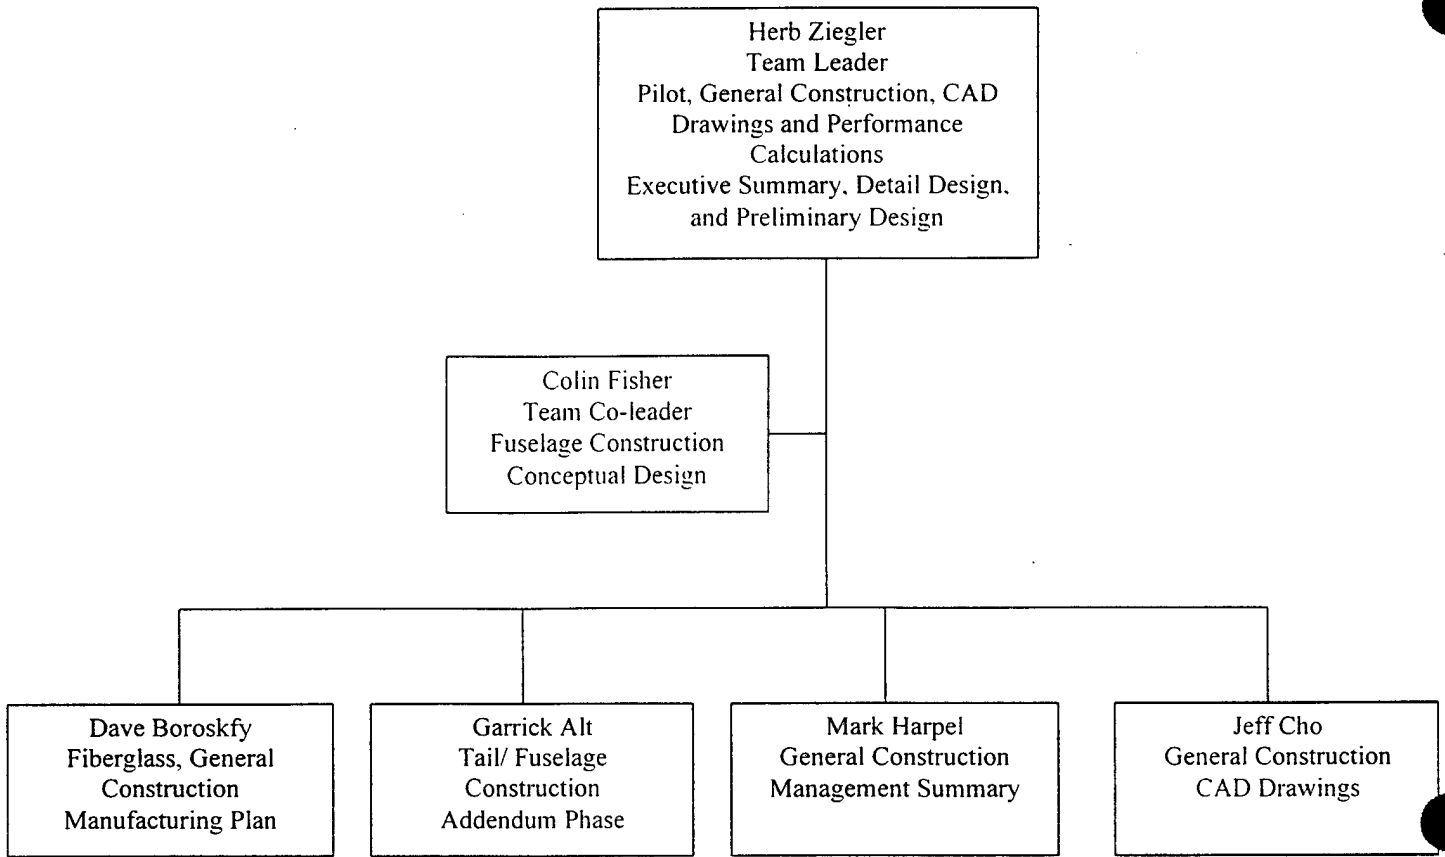 Herb Ziegler
Team Leader
Pilot, General Construction, CAD
Drawings and Performance
Calculations
Executive Summary, Detail Design,
and Preliminary Design
Colin Fisher
Team Co-leader
Fuselage Construction
Conceptual Design
Dave Boroskfy
Fiberglass, General
Construction
Manufacturing Plan
Garrick Alt
Tail/ Fuselage
Construction
Addendum Phase
Mark Harpel
General Construction
Management Summary
Jeff Cho
General Construction
CAD Drawings